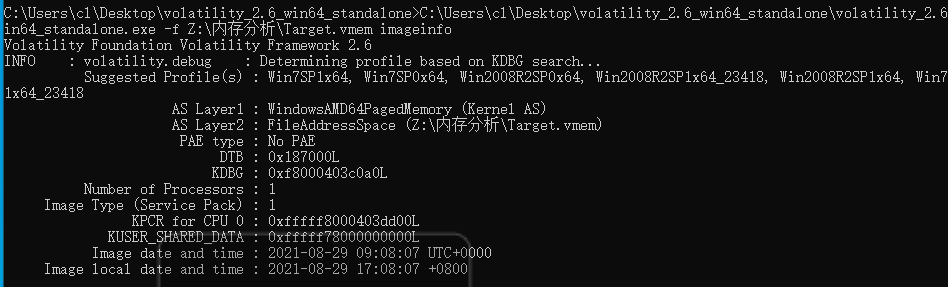 C:\Users\cl\Desktop\volatility_2.6_win64_standalone>C:\Users\cl\Desktop\volatility_2.6_win64_standalone\volatility_2.6
in64_standalone.exe -f Z:\内存分析\Target.vmem imageinfo
Volatility Foundation Volatility Framework 2.6
INFO    : volatility.debug    : Determining profile based on KDBG search...
Suggested Profile(s) : Win7SP1x64, Win7SP0x64, Win2008R2SP0x64, Win2008R2SP1x64_23418, Win2008R2SP1x64, Win7S
1x64_23418
AS Layer1 : WindowsAMD64PagedMemory (Kernel AS)
AS Layer2 : FileAddressSpace (Z:\内存分析\Target.vmem)
PAE type : No PAE
DTB : 0x187000L
KDBG : 0xf8000403c0a0L
Number of Processors : 1
Image Type (Service Pack) : 1
KPCR for CPU 0 : 0xfffff8000403dd00L
KUSER_SHARED_DATA : 0xfffff78000000000L
Image date and time : 2021-08-29 09:08:07 UTC+0000
Image local date and time : 2021-08-29 17:08:07 +0800